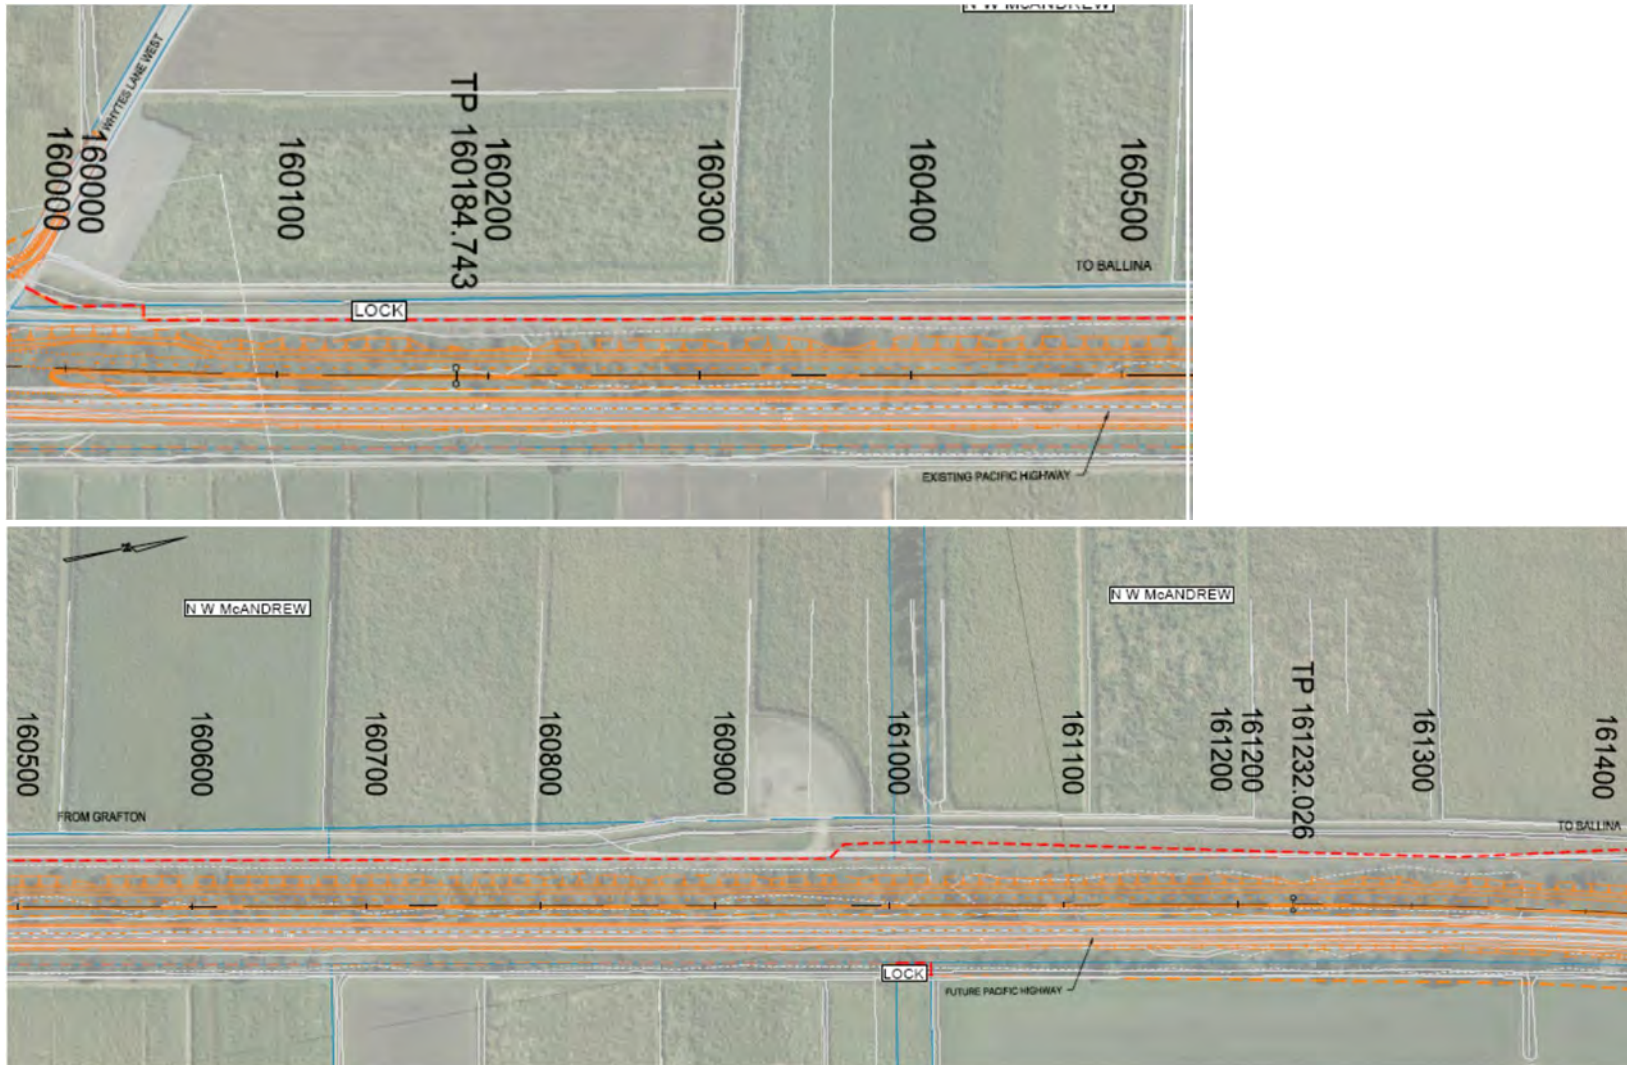 N W McANDREW
WHYTES LANE WEST
160000
160000
160100
TP 160184.743
160200
160300
160400
160500
TO BALLINA
LOCK
EXISTING PACIFIC HIGHWAY
N
N W McANDREW
N W McANDREW
160500
160600
160700
160800
160900
161000
161100
161200
161200
TP 161232.026
161300
161400
FROM GRAFTON
TO BALLINA
LOCK
FUTURE PACIFIC HIGHWAY